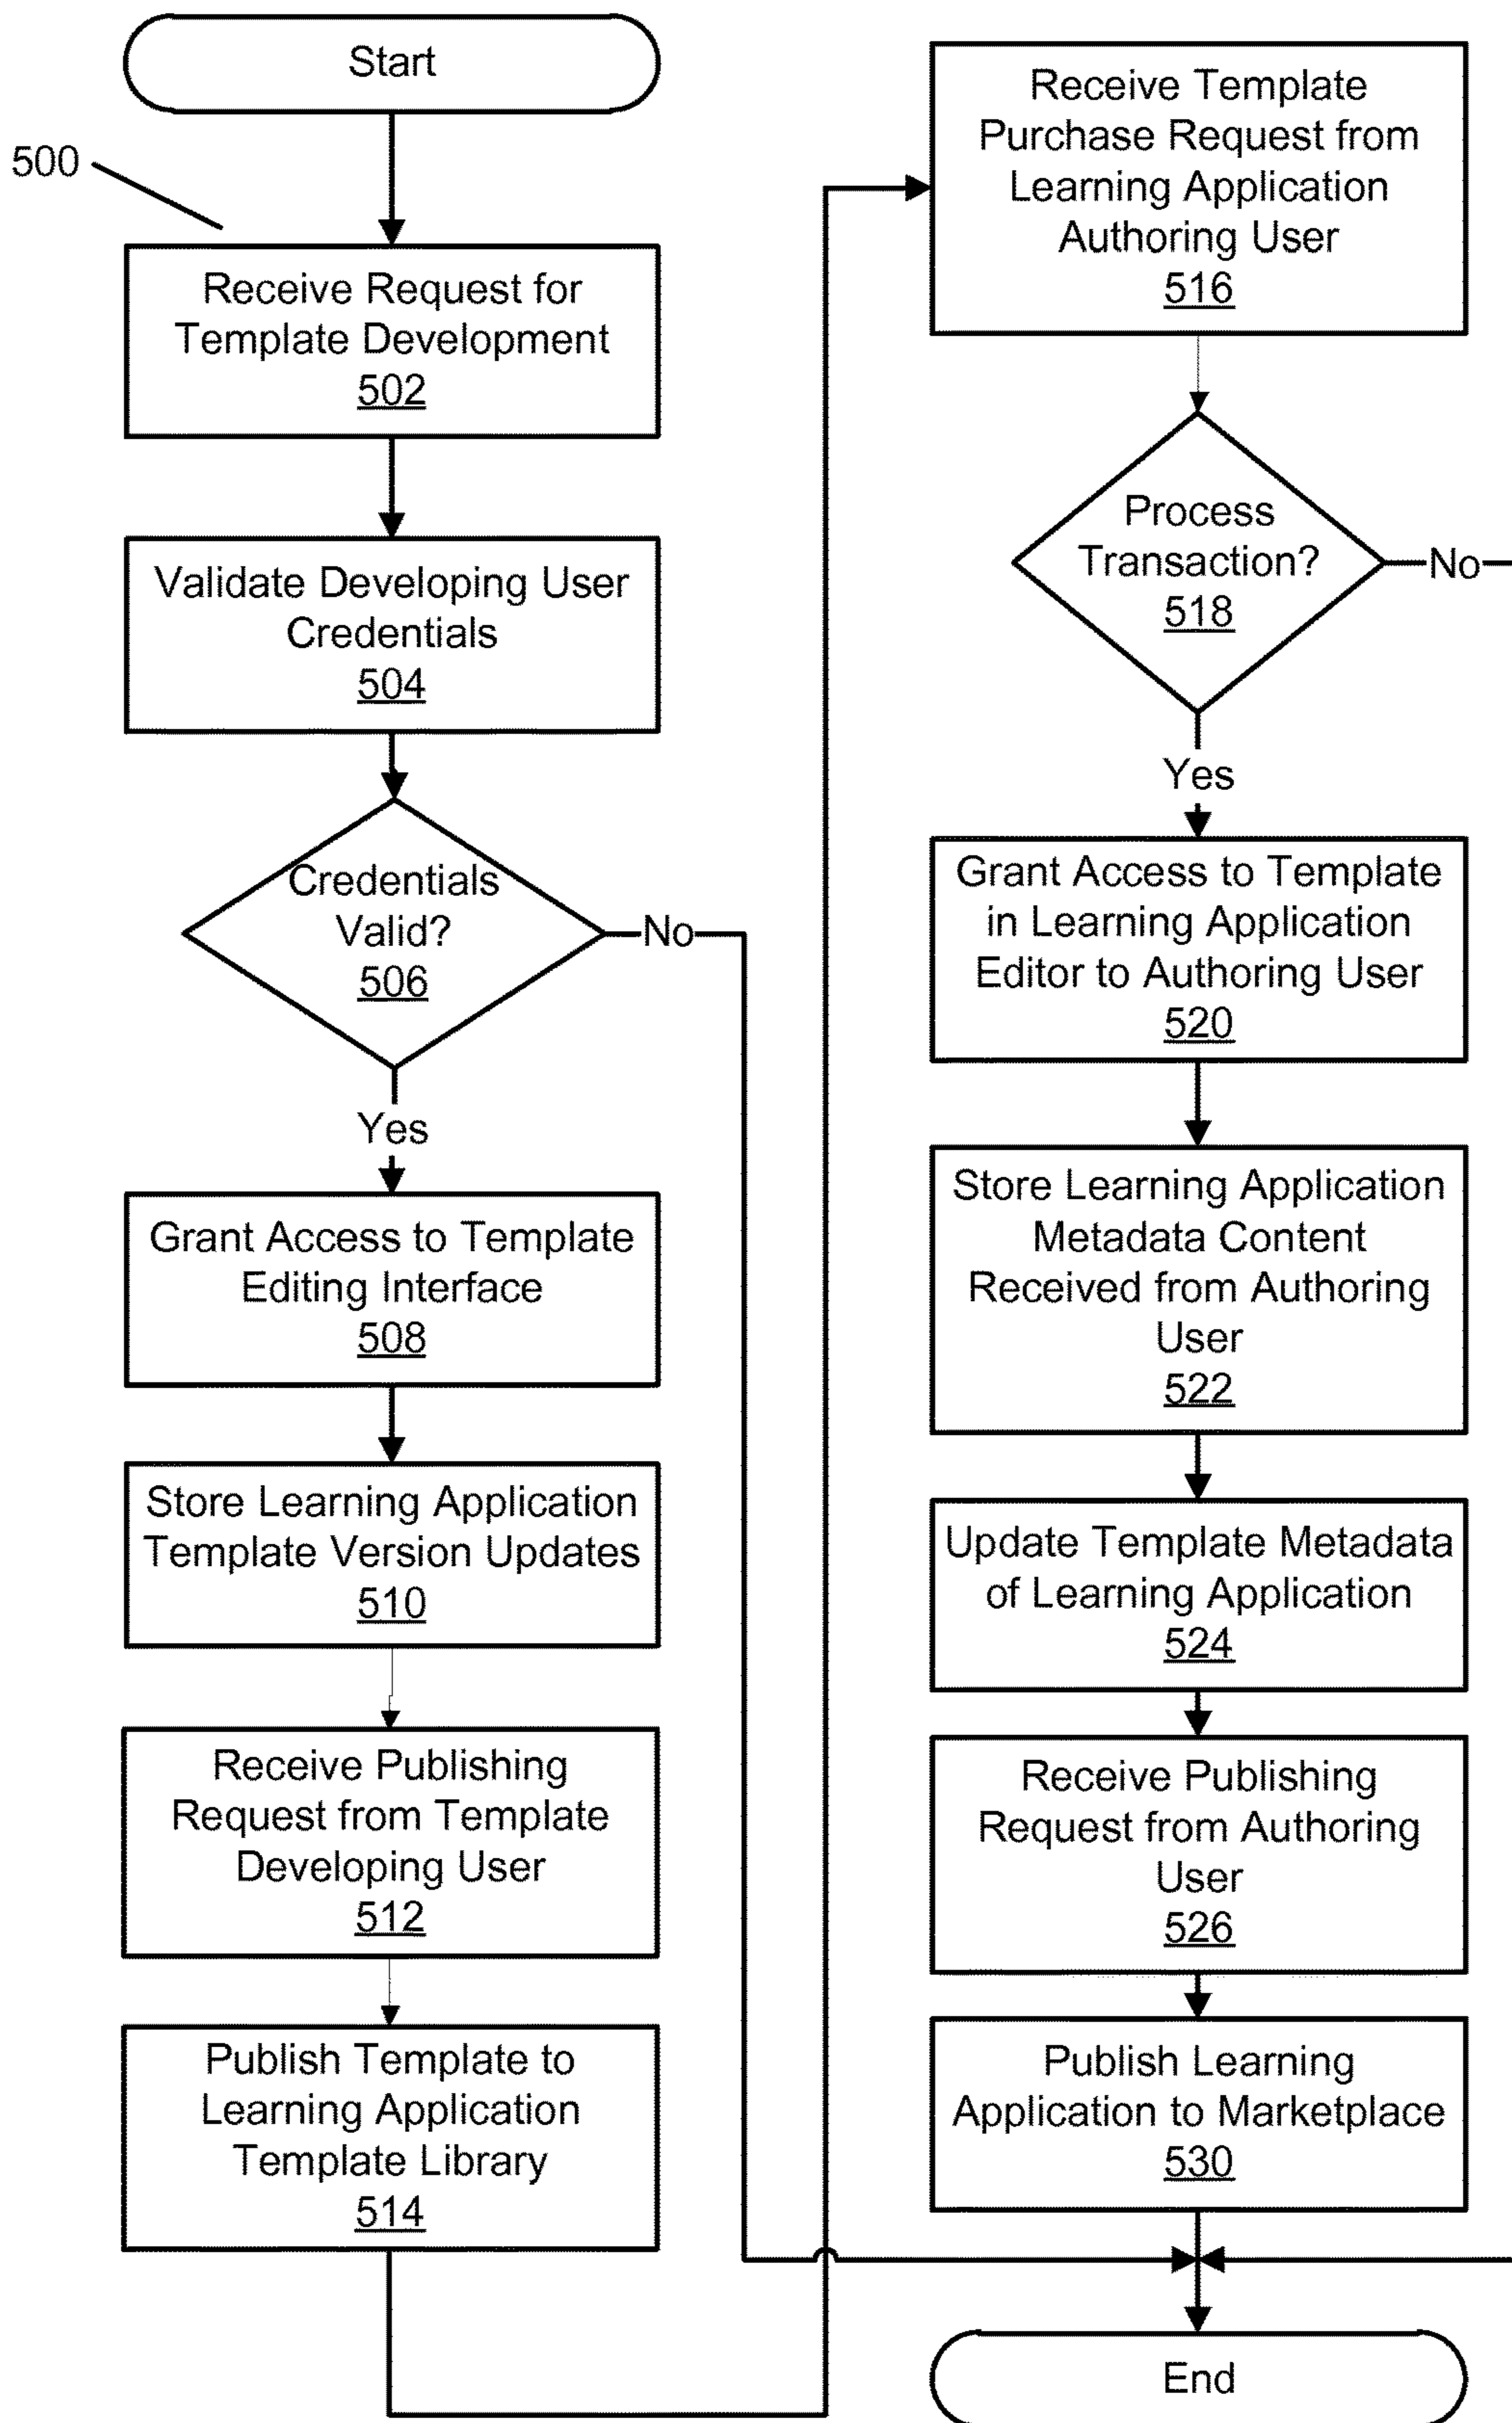 Start
500
Receive Request for
Template Development
502
Validate Developing User
Credentials
504
Credentials
Valid?
506
No
Yes
Grant Access to Template
Editing Interface
508
Store Learning Application
Template Version Updates
510
Receive Publishing
Request from Template
Developing User
512
Publish Template to
Learning Application
Template Library
514
Receive Template
Purchase Request from
Learning Application
Authoring User
516
Process
Transaction?
518
No
Yes
Grant Access to Template
in Learning Application
Editor to Authoring User
520
Store Learning Application
Metadata Content
Received from Authoring
User
522
Update Template Metadata
of Learning Application
524
Receive Publishing
Request from Authoring
User
526
Publish Learning
Application to Marketplace
530
End